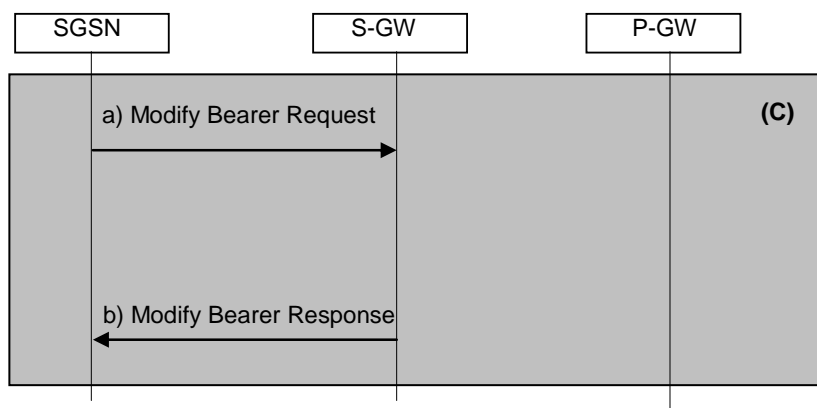 SGSN
S-GW
P-GW
(C)
a) Modify Bearer Request
b) Modify Bearer Response